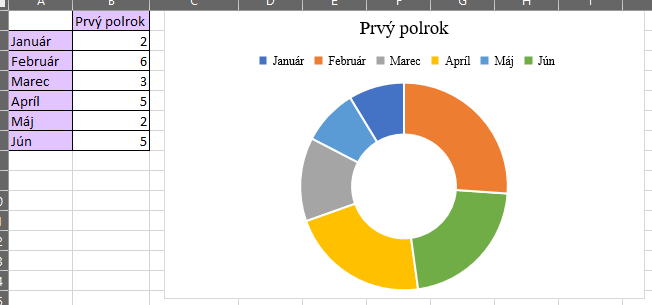 A B C D E F G H I
Prvý polrok
Január 2
Február 6
Marec 3
Apríl 5
Máj 2
Jún 5
Prvý polrok
Január Február Marec Apríl Máj Jún